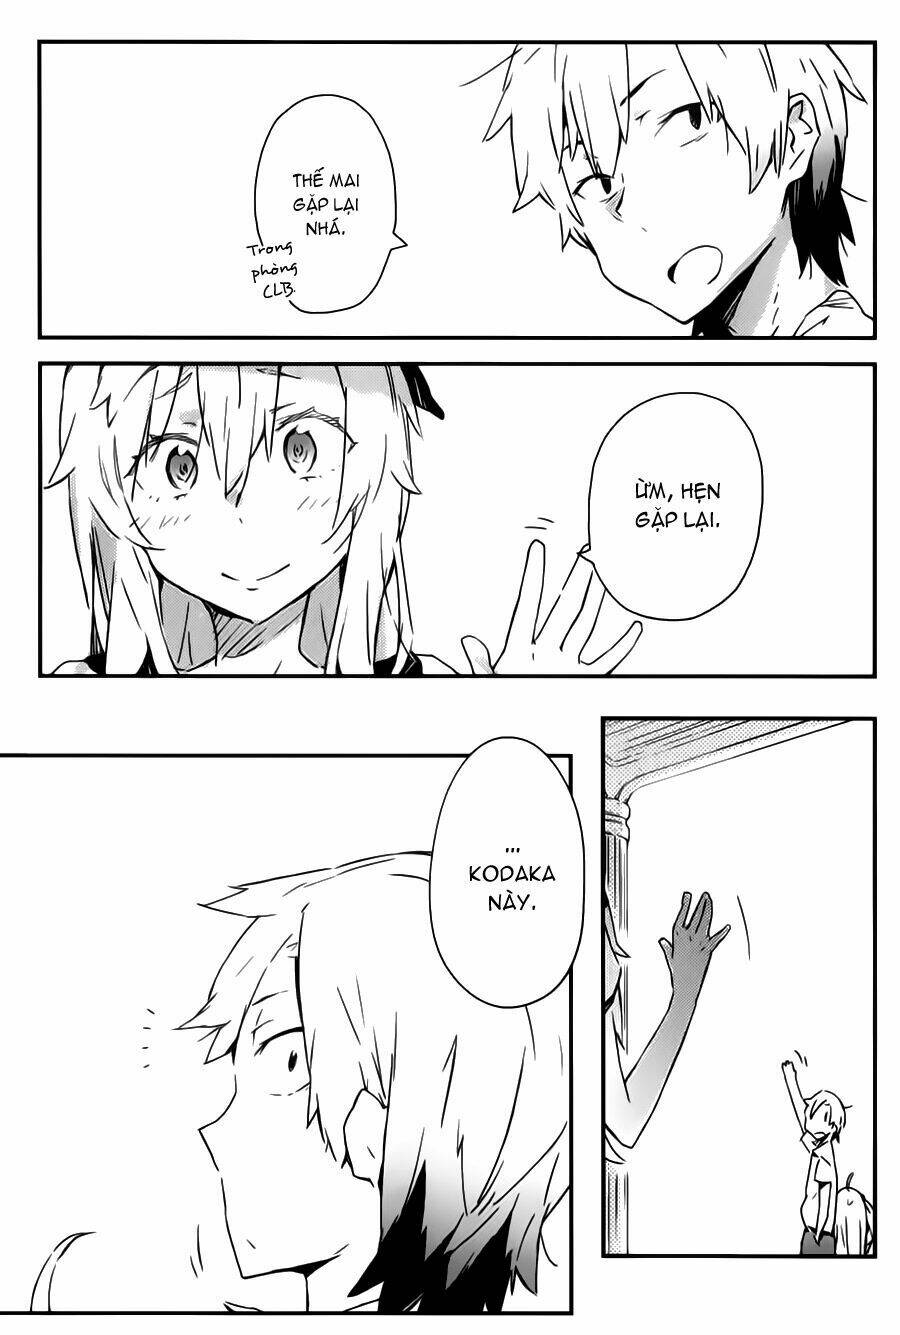 THẾ MAI
GẶP LẠI
NHÁ.
Trong
phòng
CLB.
ỪM, HẸN
GẶP LẠI.
...
KODAKA
NÀY.